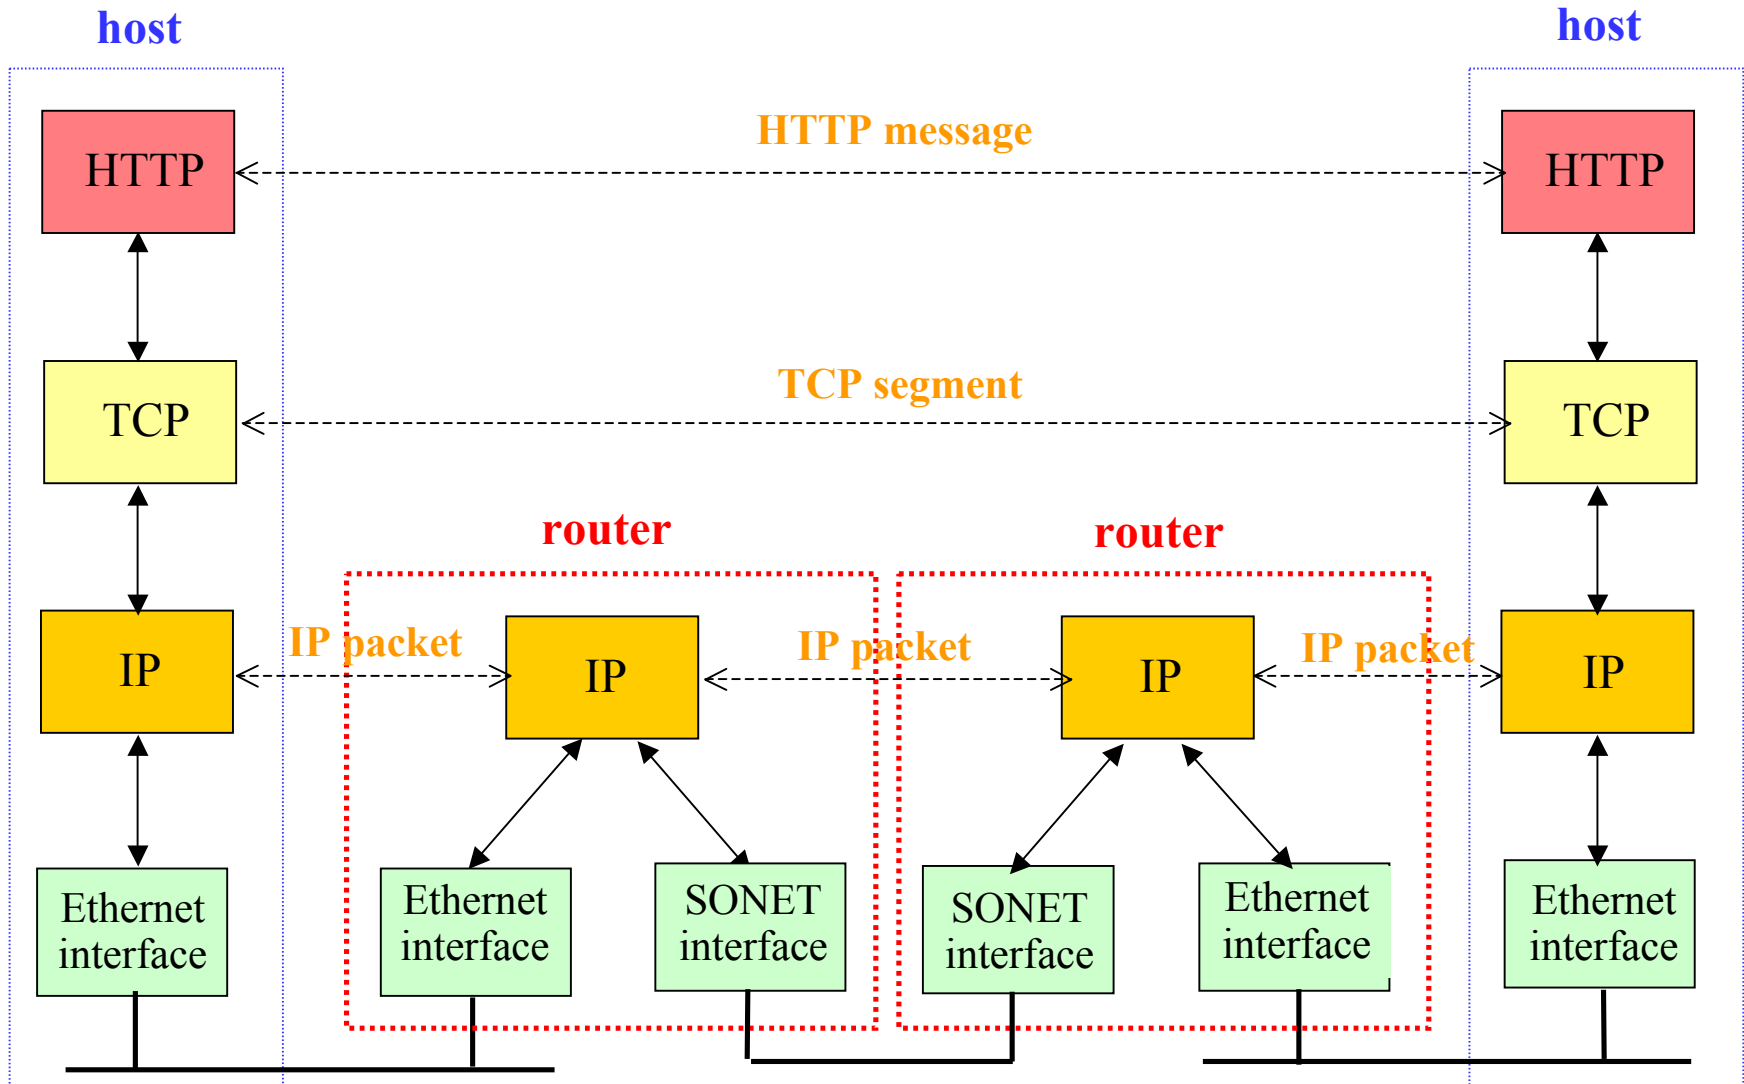 host
host
HTTP
HTTP message
HTTP
TCP
TCP segment
TCP
router
router
IP
IP packet
IP
IP packet
IP
IP packet
IP
Ethernet
interface
Ethernet
interface
SONET
interface
SONET
interface
Ethernet
interface
Ethernet
interface